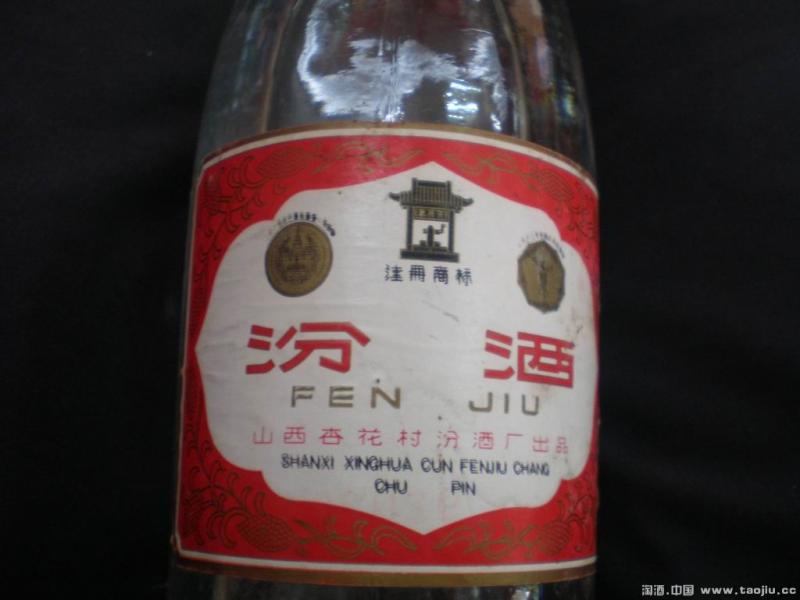 注册商标
汾 酒
FEN JIU
山西杏花村汾酒厂出品
SHANXI XINGHUA CUN FENJIU CHANG
CHU PIN
淘酒.中国 www.taojiu.cc